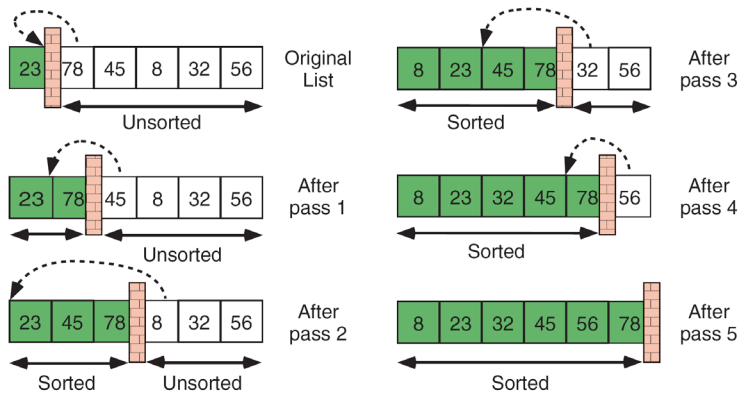 23 78 45 8 32 56
Original
List
Unsorted
23 78 45 8 32 56
After
pass 1
Unsorted
23 45 78 8 32 56
After
pass 2
Sorted Unsorted
8 23 45 78 32 56
After
pass 3
Sorted
8 23 32 45 78 56
After
pass 4
Sorted
8 23 32 45 56 78
After
pass 5
Sorted